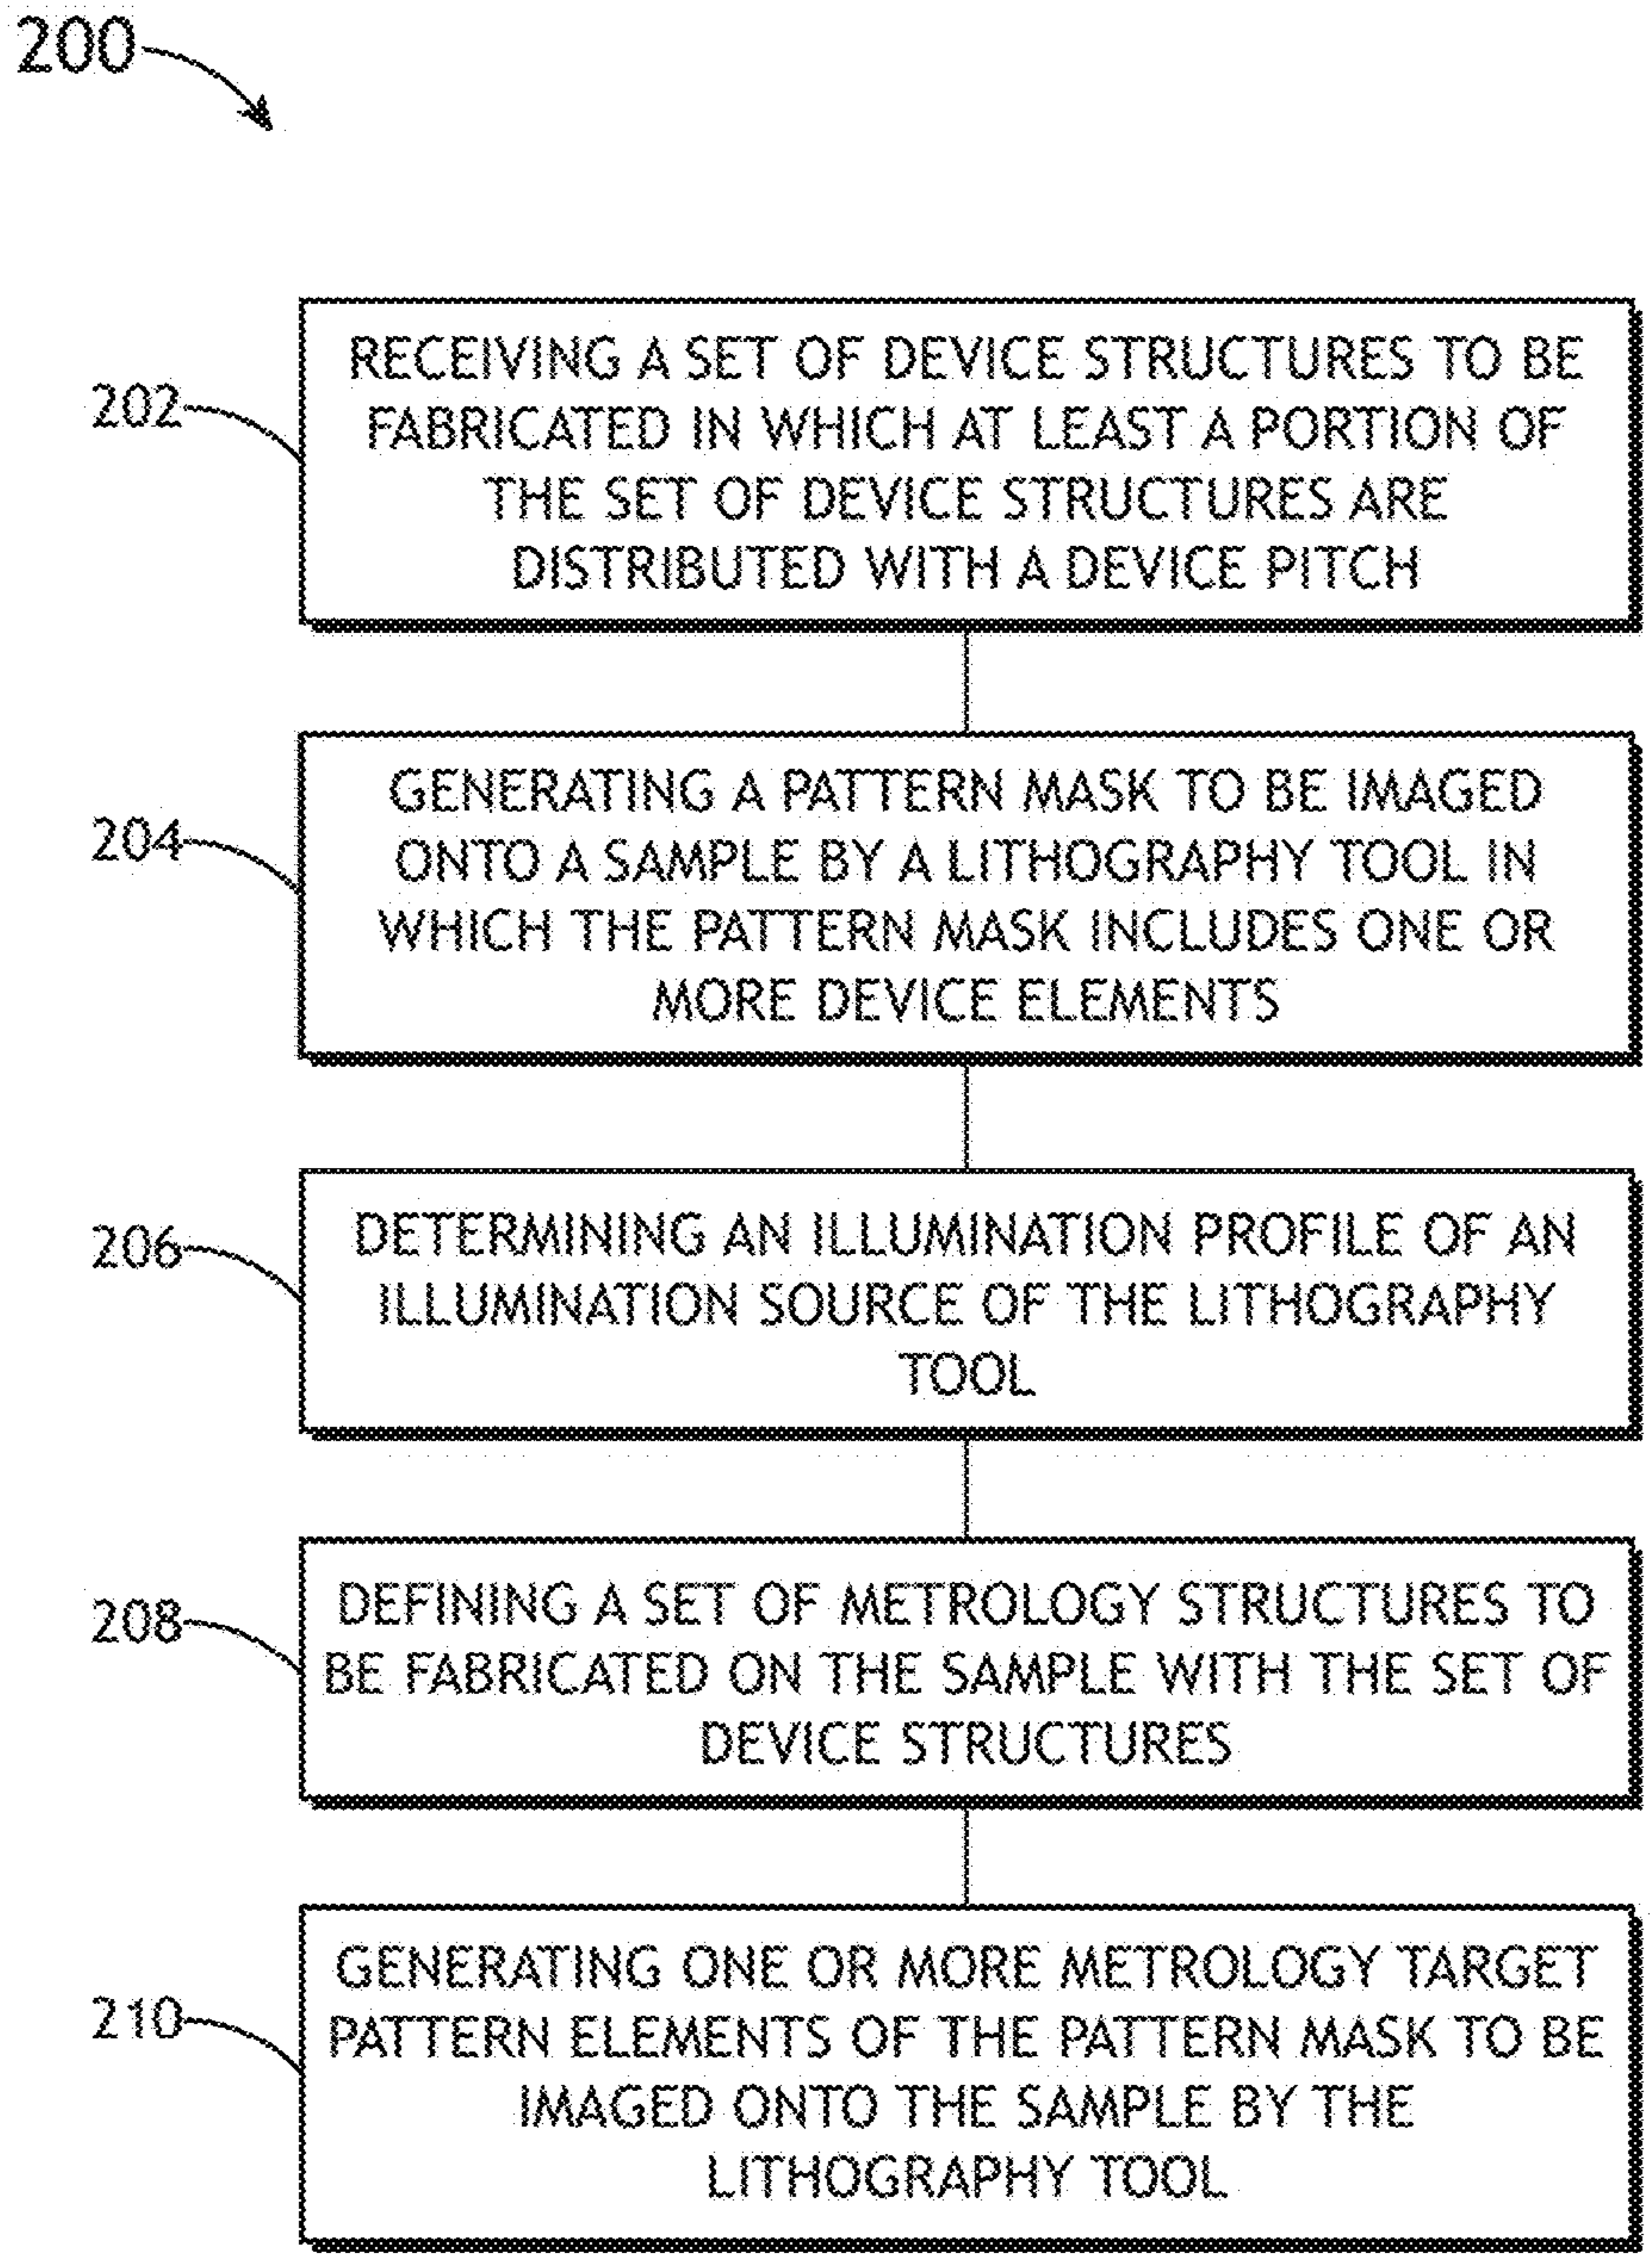 200
202
RECEIVING A SET OF DEVICE STRUCTURES TO BE
FABRICATED IN WHICH AT LEAST A PORTION OF
THE SET OF DEVICE STRUCTURES ARE
DISTRIBUTED WITH A DEVICE PITCH
204
GENERATING A PATTERN MASK TO BE IMAGED
ONTO A SAMPLE BY A LITHOGRAPHY TOOL IN
WHICH THE PATTERN MASK INCLUDES ONE OR
MORE DEVICE ELEMENTS
206
DETERMINING AN ILLUMINATION PROFILE OF AN
ILLUMINATION SOURCE OF THE LITHOGRAPHY
TOOL
208
DEFINING A SET OF METROLOGY STRUCTURES TO
BE FABRICATED ON THE SAMPLE WITH THE SET OF
DEVICE STRUCTURES
210
GENERATING ONE OR MORE METROLOGY TARGET
PATTERN ELEMENTS OF THE PATTERN MASK TO BE
IMAGED ONTO THE SAMPLE BY THE
LITHOGRAPHY TOOL